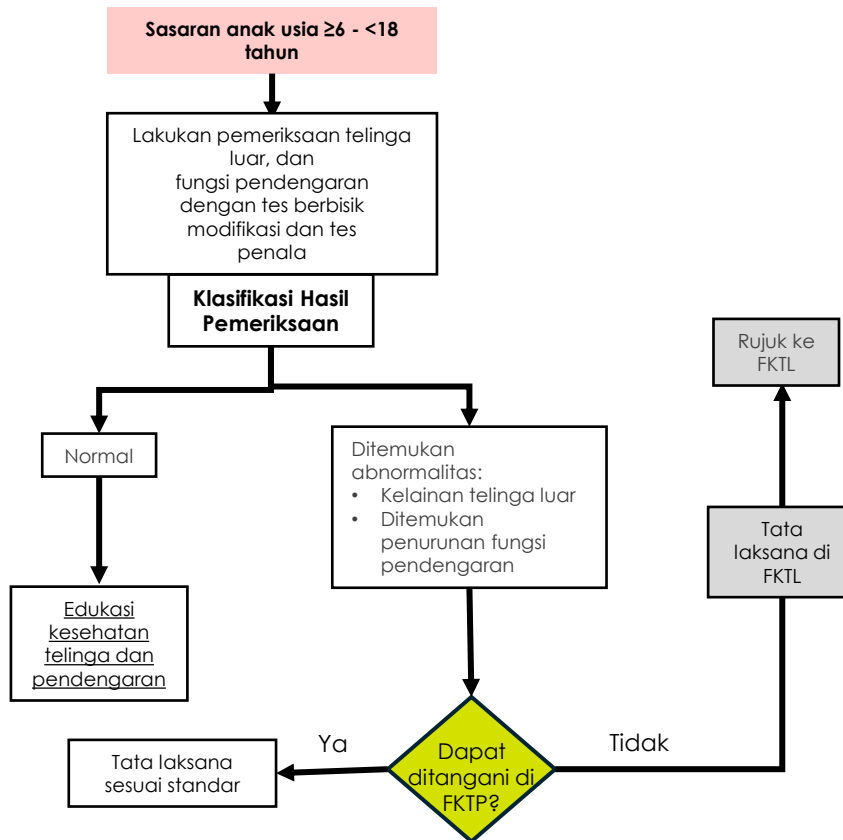 Sasaran anak usia ≥6 - <18
tahun
Lakukan pemeriksaan telinga
luar, dan
fungsi pendengaran
dengan tes berbisik
modifikasi dan tes
penala
Klasifikasi Hasil
Pemeriksaan
Normal
Edukasi
kesehatan
telinga dan
pendengaran
Ditemukan
abnormalitas:
• Kelainan telinga luar
• Ditemukan
penurunan fungsi
pendengaran
Dapat
ditangani di
FKTP?
Ya
Tata laksana
sesuai standar
Tidak
Tata
laksana di
FKTL
Rujuk ke
FKTL